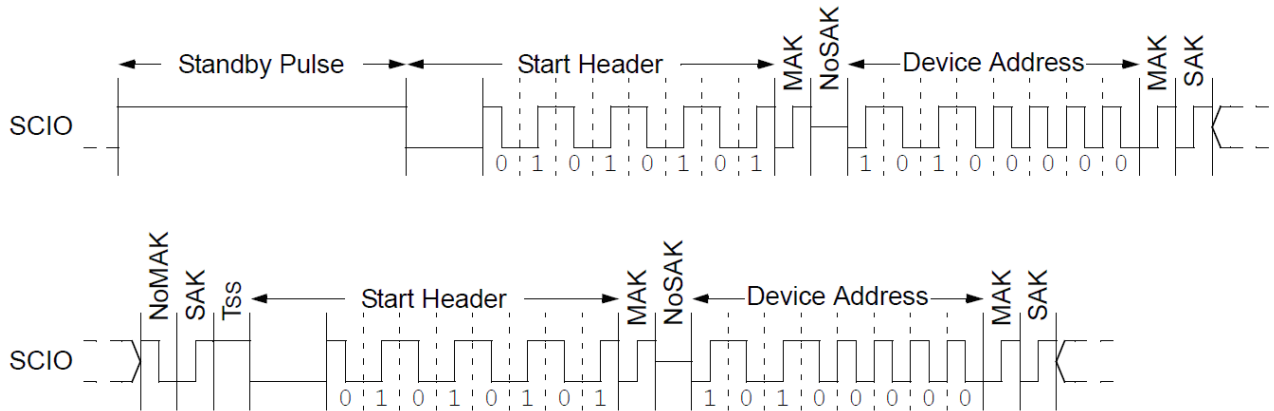 Standby Pulse Start Header MAK NoSAK Device Address MAK SAK
SCIO
0 1 0 1 0 1 0 1 1 0 1 0 0 0 0 0
NoMAK SAK Tss Start Header MAK NoSAK Device Address MAK SAK
SCIO
0 1 0 1 0 1 0 1 1 0 1 0 0 0 0 0